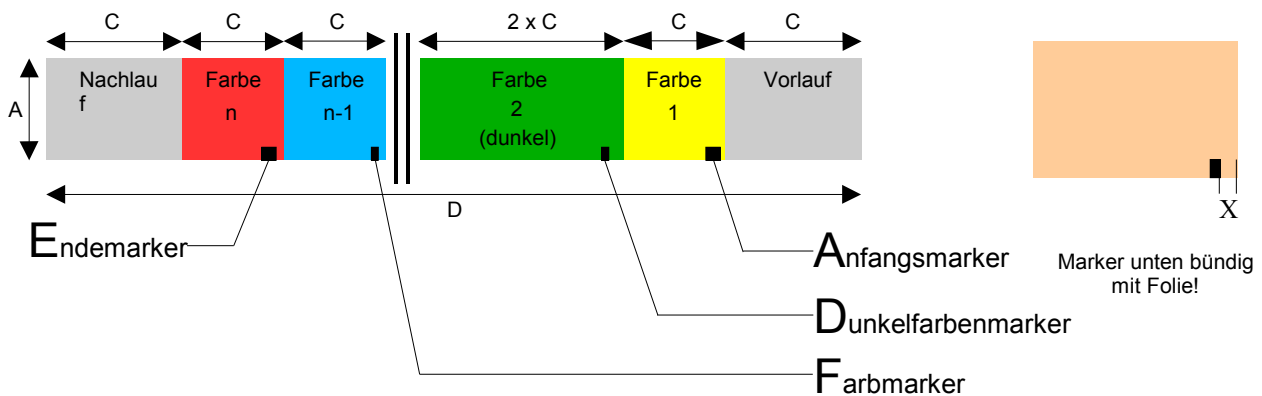 C
C
C
2 x C
C
C
A
Nachlau
f
Farbe
n
Farbe
n-1
Farbe
2
(dunkel)
Farbe
1
Vorlauf
D
X
Endemarker
Anfangsmarker
Marker unten bündig
mit Folie!
Dunkelfarbenmarker
Farbmarker